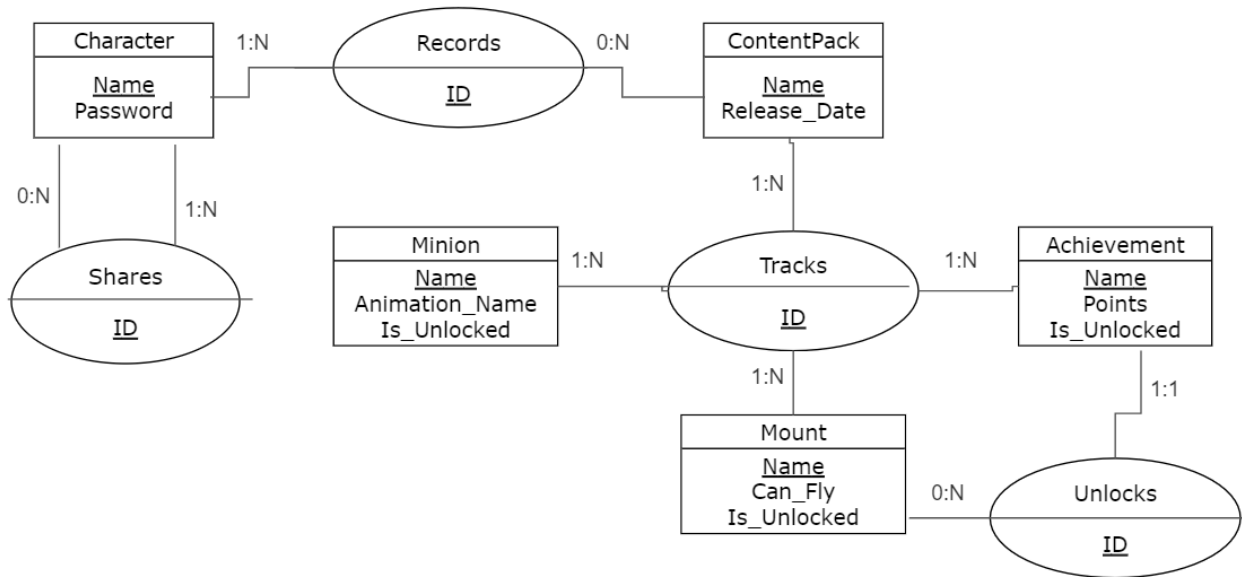 Character
Name
Password
1:N
Records
ID
0:N
ContentPack
Name
Release_Date
0:N
1:N
Shares
ID
1:N
Minion
Name
Animation_Name
Is_Unlocked
1:N
Tracks
ID
1:N
Achievement
Name
Points
Is_Unlocked
1:N
Mount
Name
Can_Fly
Is_Unlocked
0:N
1:1
Unlocks
ID